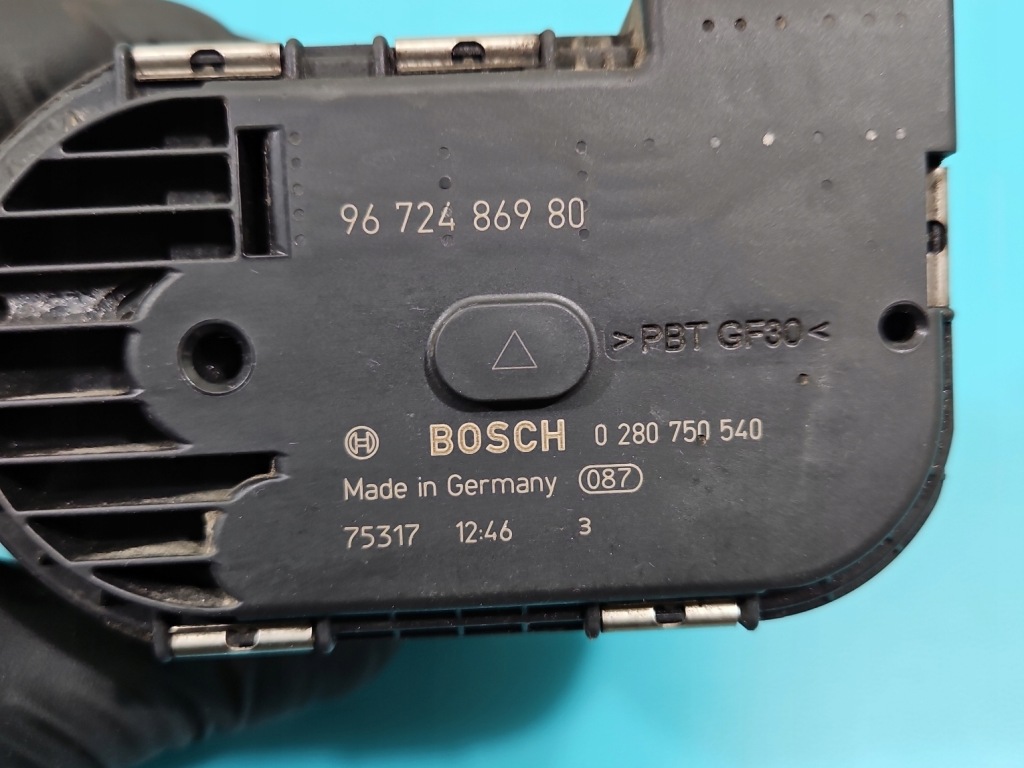 96 724 869 80
>PBT GF30<
BOSCH 0 280 750 540
Made in Germany 087
75317 12:46 3